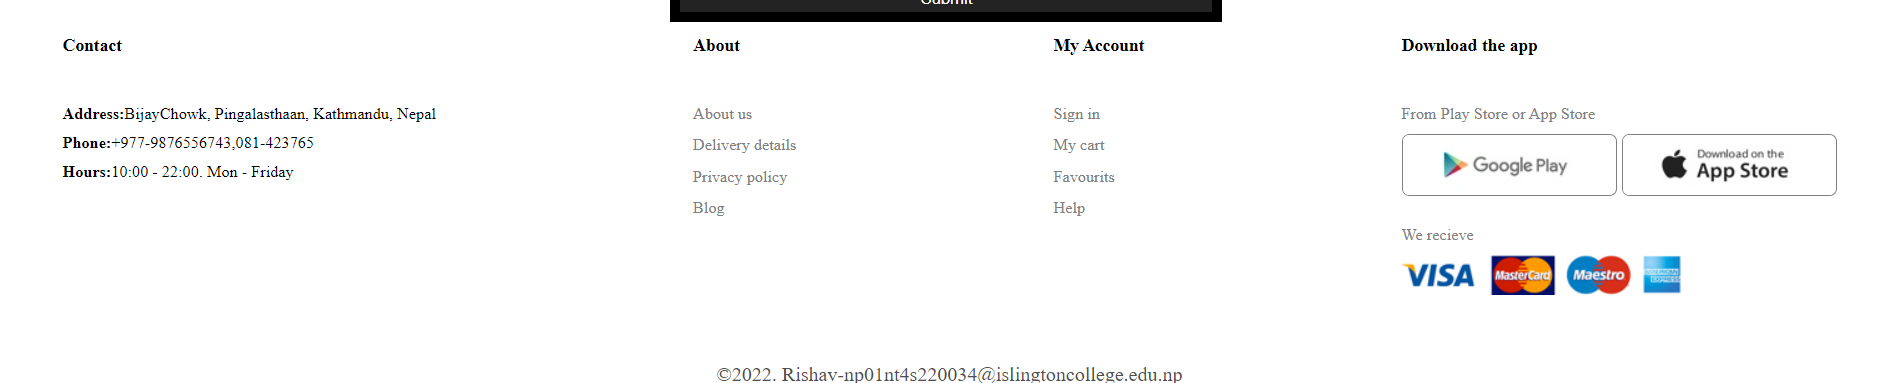 Submit
Contact
Address:BijayChowk, Pingalasthaan, Kathmandu, Nepal
Phone:+977-9876556743,081-423765
Hours:10:00 - 22:00. Mon - Friday
About
About us
Delivery details
Privacy policy
Blog
My Account
Sign in
My cart
Favourits
Help
Download the app
From Play Store or App Store
Google Play
Download on the
App Store
We recieve
VISA
MasterCard
Maestro
AMERICAN
EXPRESS
©2022. Rishav-np01nt4s220034@islingtoncollege.edu.np